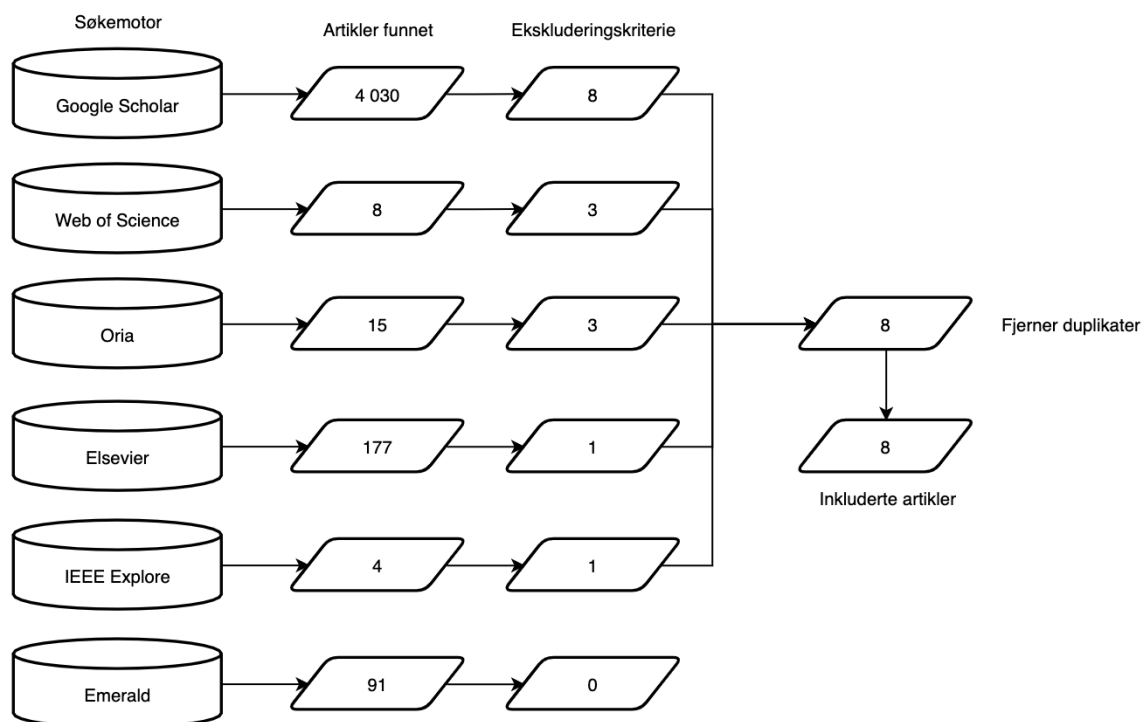 Søkemotor
Artikler funnet
Ekskluderingskriterie
Google Scholar
4 030
8
Web of Science
8
3
Oria
15
3
8
Fjerner duplikater
Elsevier
177
1
8
Inkluderte artikler
IEEE Explore
4
1
Emerald
91
0